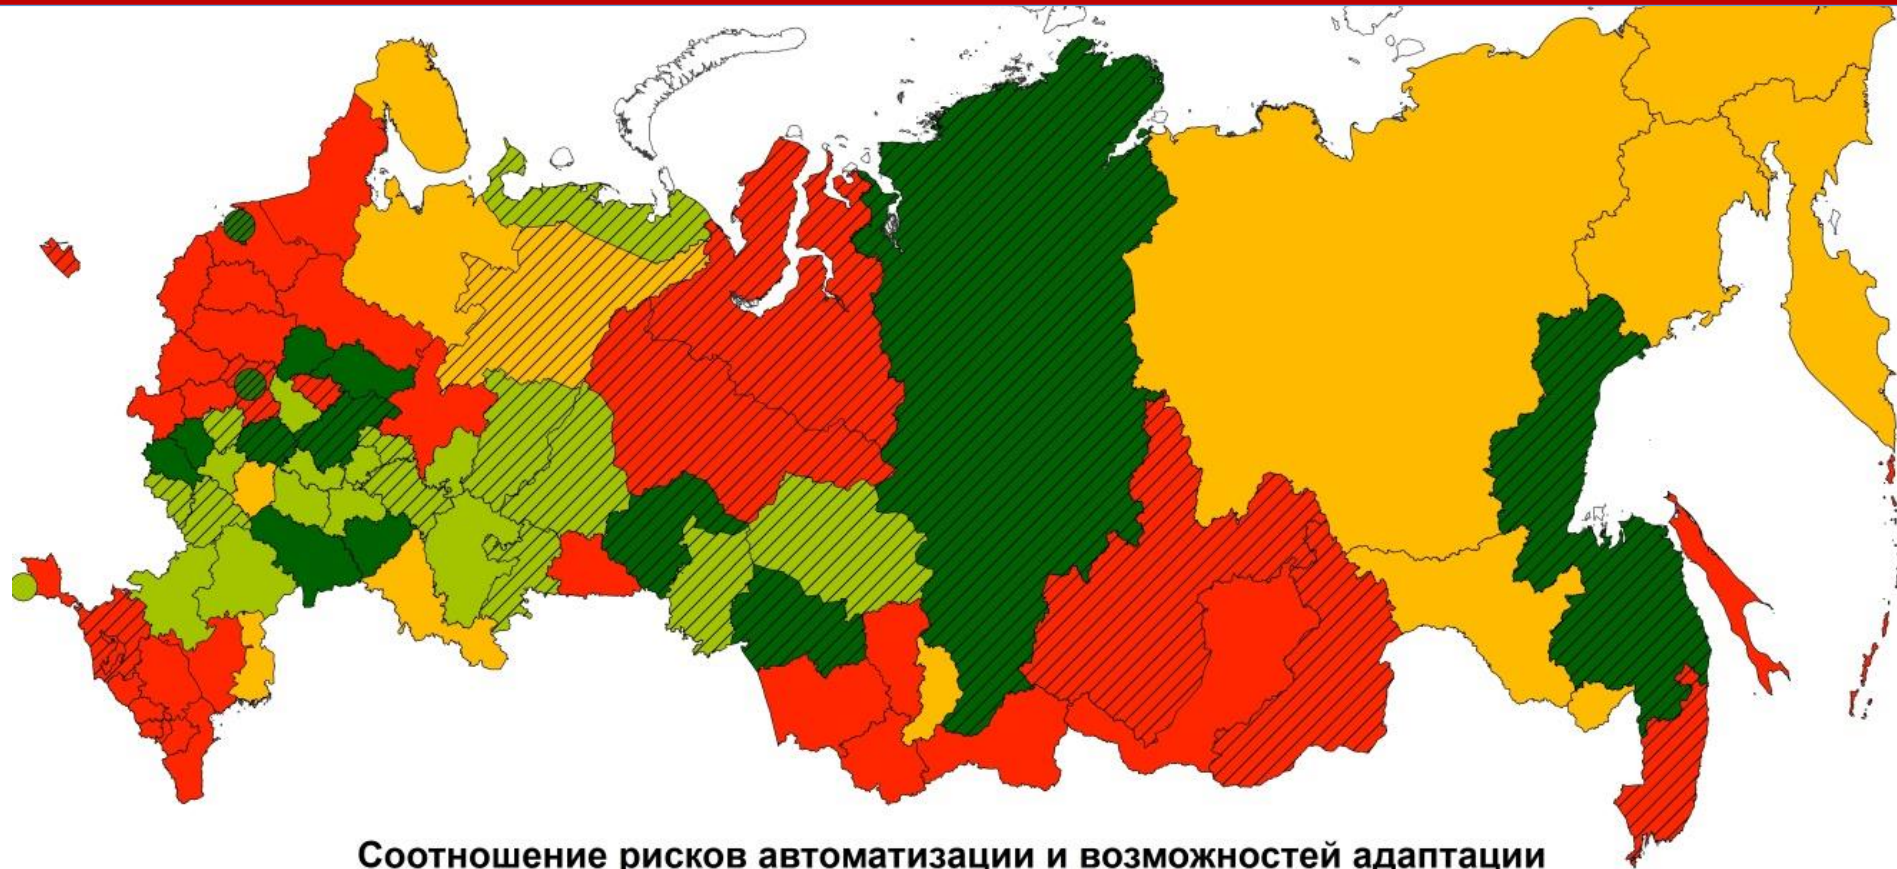 Соотношение рисков автоматизации и возможностей адаптации